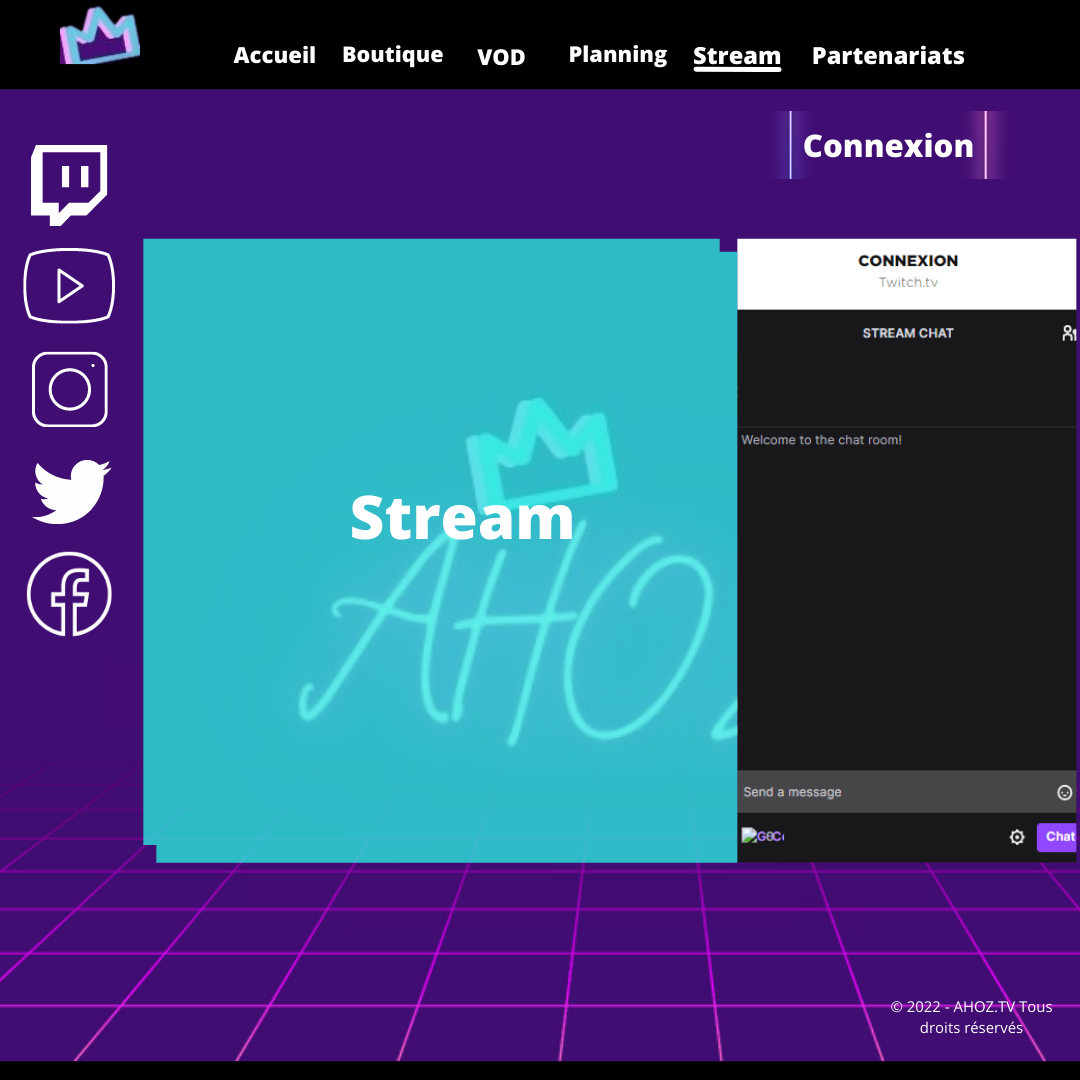 Accueil Boutique VOD Planning Stream Partenariats
Connexion
CONNEXION
Twitch.tv
STREAM CHAT
Welcome to the chat room!
Stream
AHO
Send a message
Chat
© 2022 - AHOZ.TV Tous
droits réservés